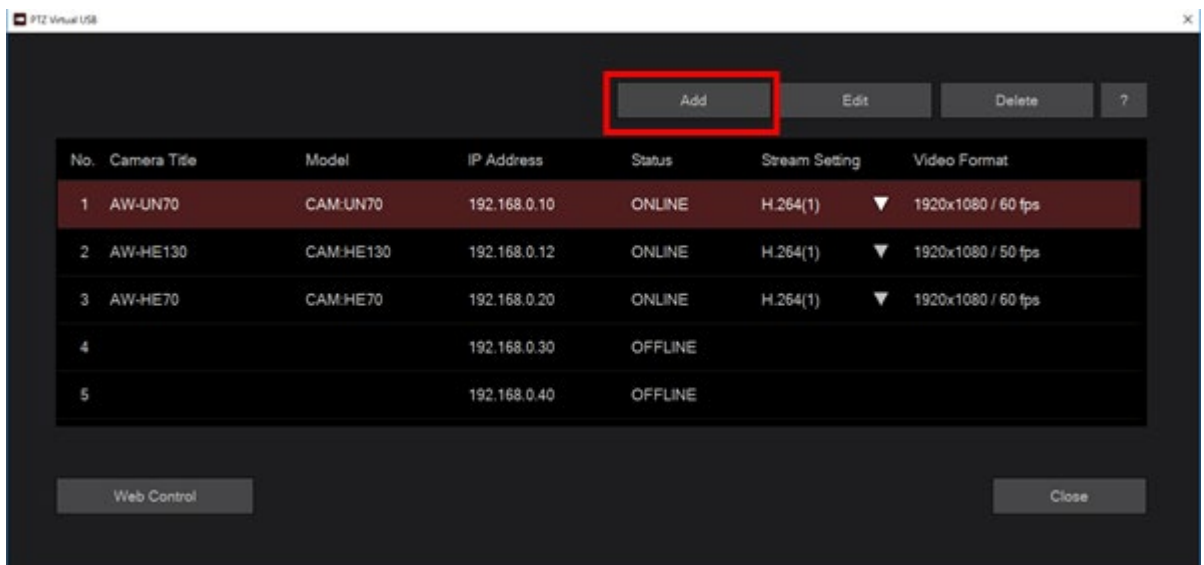 PTZ Virtual USB
Add Edit Delete ?
No. Camera Title Model IP Address Status Stream Setting Video Format
1 AW-UN70 CAM:UN70 192.168.0.10 ONLINE H.264(1) ▼ 1920x1080 / 60 fps
2 AW-HE130 CAM:HE130 192.168.0.12 ONLINE H.264(1) ▼ 1920x1080 / 50 fps
3 AW-HE70 CAM:HE70 192.168.0.20 ONLINE H.264(1) ▼ 1920x1080 / 60 fps
4 192.168.0.30 OFFLINE
5 192.168.0.40 OFFLINE
Web Control Close